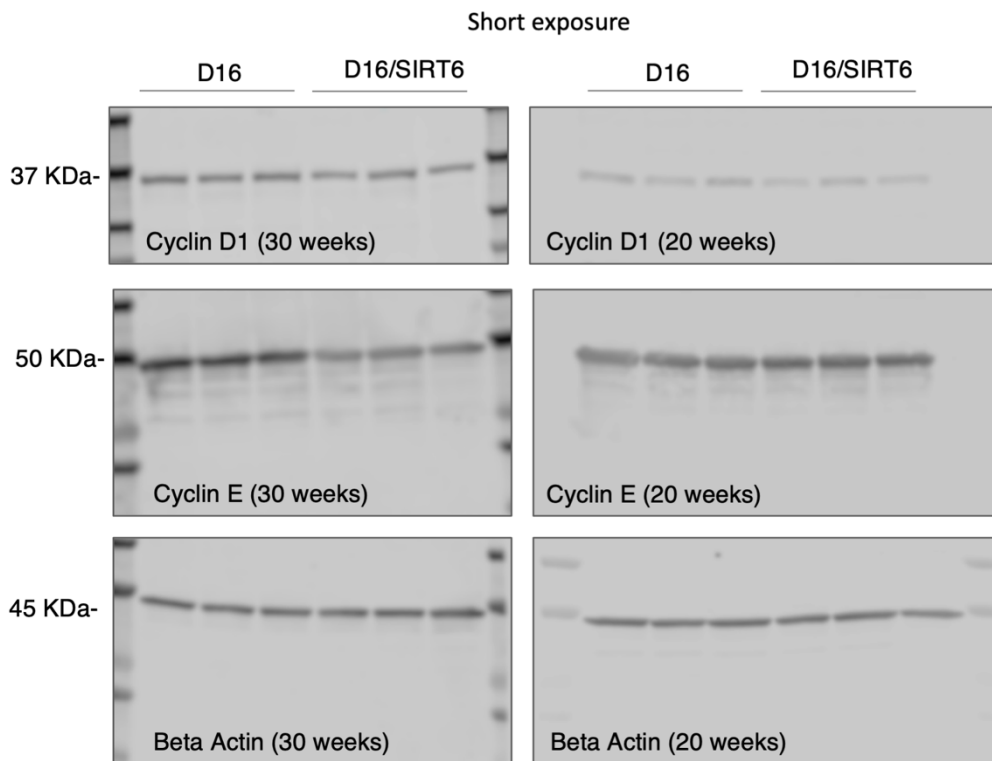 Short exposure
D16 D16/SIRT6 D16 D16/SIRT6
37 KDa-
Cyclin D1 (30 weeks) Cyclin D1 (20 weeks)
50 KDa-
Cyclin E (30 weeks) Cyclin E (20 weeks)
45 KDa-
Beta Actin (30 weeks) Beta Actin (20 weeks)